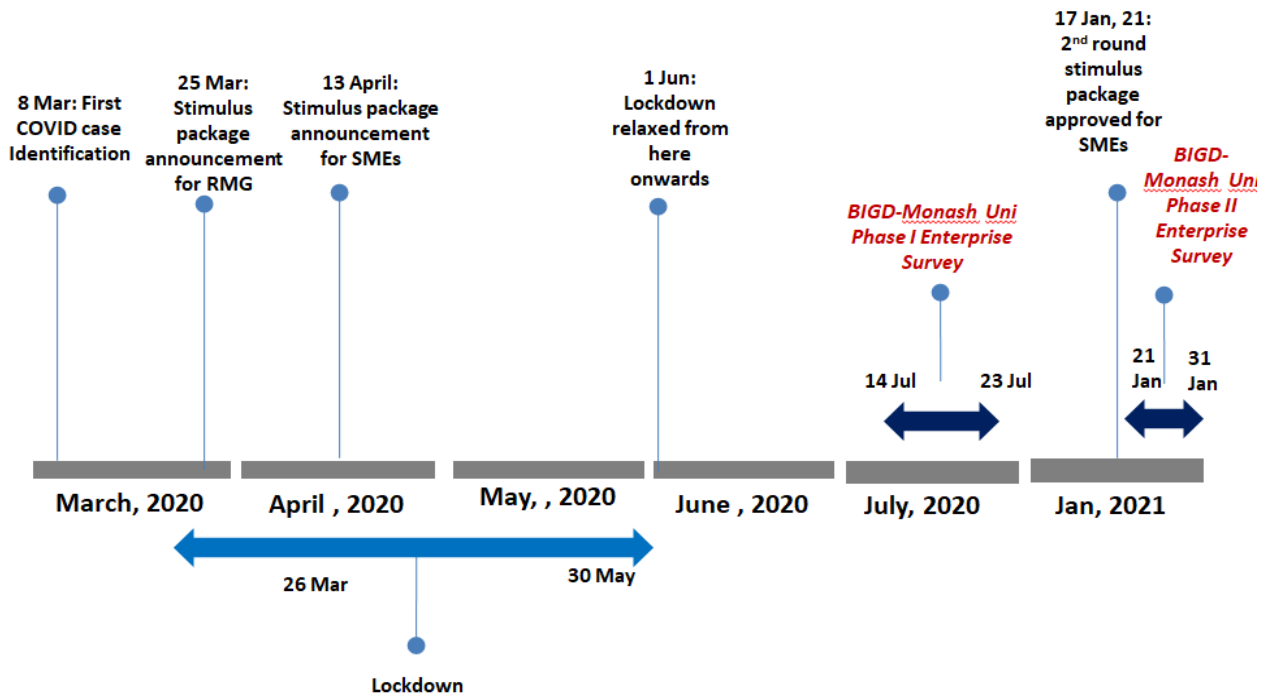 8 Mar: First
COVID case
Identification
25 Mar:
Stimulus
package
announcement
for RMG
13 April:
Stimulus package
announcement
for SMEs
1 Jun:
Lockdown
relaxed from
here
onwards
BIGD-Monash Uni
Phase I Enterprise
Survey
17 Jan, 21:
2nd round
stimulus
package
approved for
SMEs
BIGD-
Monash Uni
Phase II
Enterprise
Survey
14 Jul
23 Jul
21
Jan
31
Jan
March, 2020
April , 2020
May, , 2020
June , 2020
July, 2020
Jan, 2021
26 Mar
30 May
Lockdown